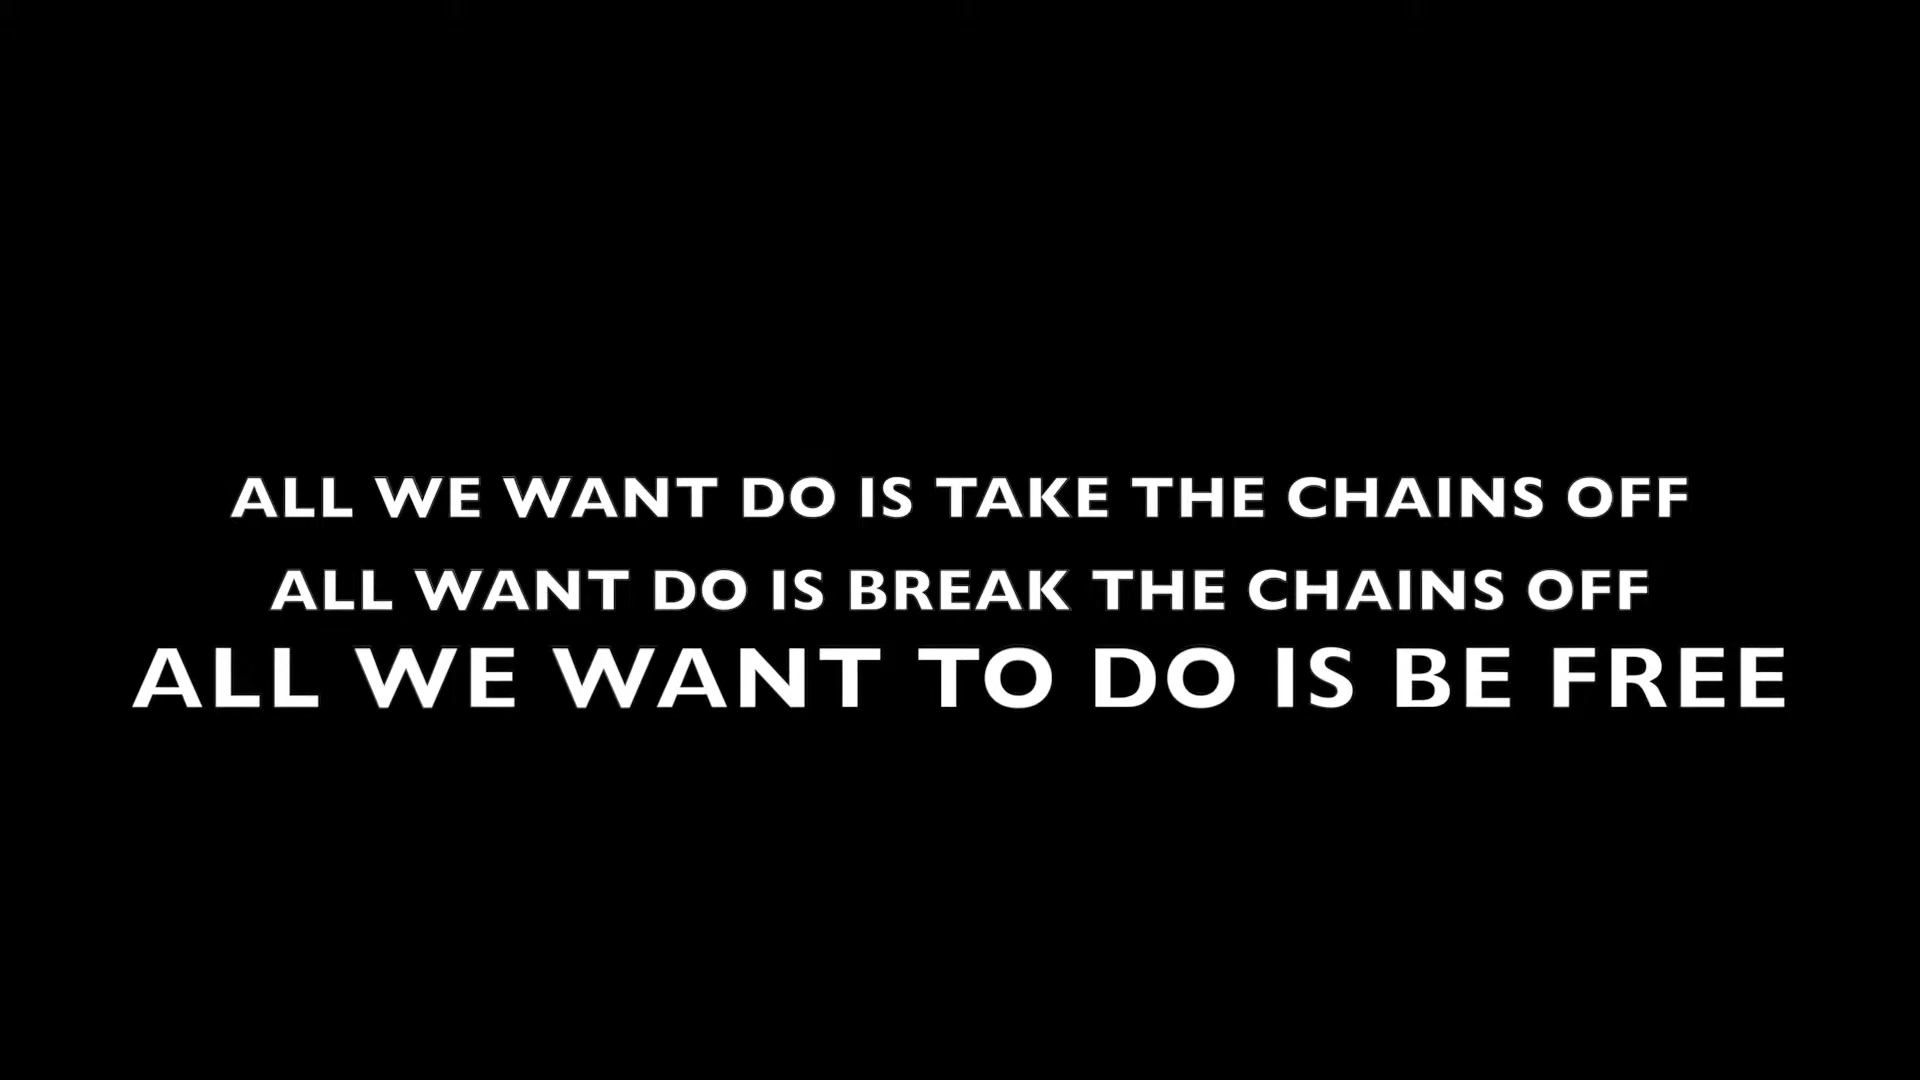 ALL WE WANT DO IS TAKE THE CHAINS OFF
ALL WANT DO IS BREAK THE CHAINS OFF
ALL WE WANT TO DO IS BE FREE